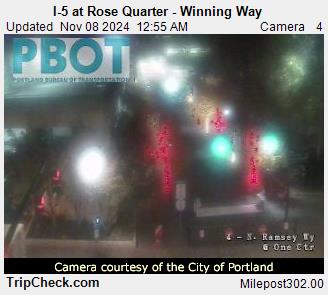 I-5 at Rose Quarter - Winning Way
Updated Nov 08 2024 12:55 AM Camera 4
PBOT
PORTLAND BUREAU OF TRANSPORTATION
4 - N. Ramsey Wy
@ One Ctr
Camera courtesy of the City of Portland
TripCheck.com Milepost302.00